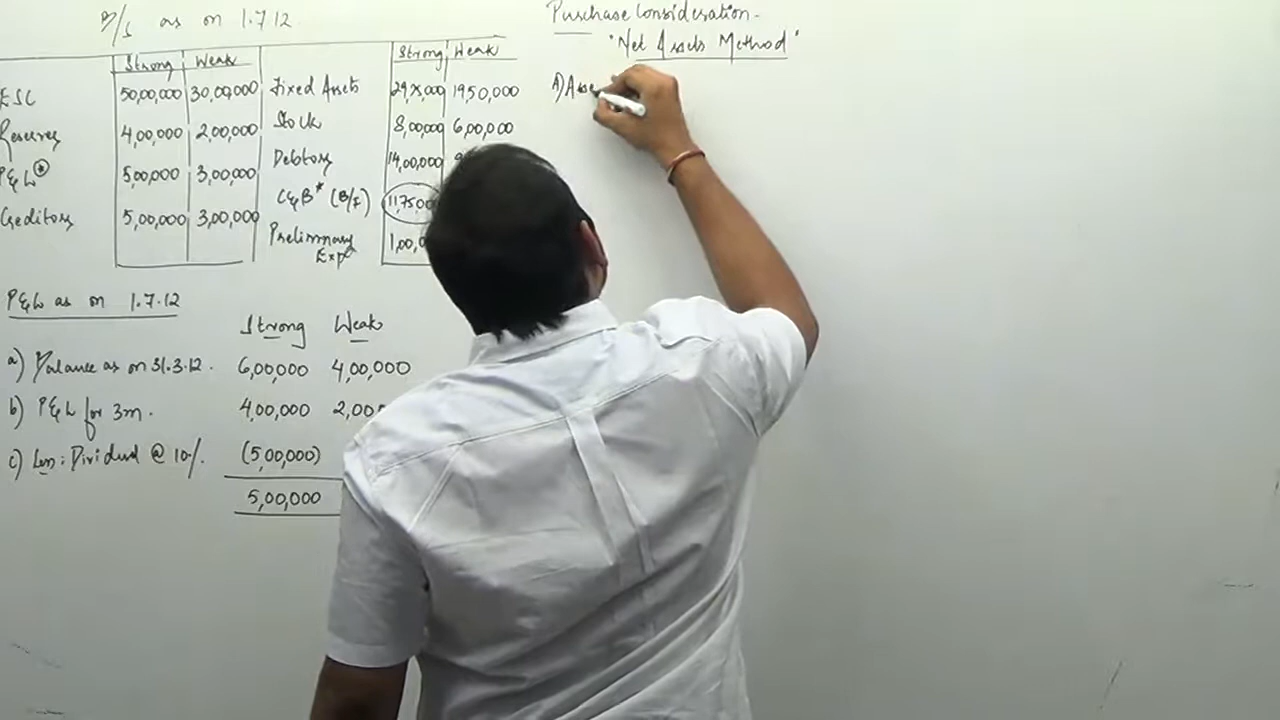 B/S as on 1.7.12.
Strong Weak Strong Weak
ESC 50,00,000 30,00,000 Fixed Assets 29,25,000 19,50,000
Reserves 4,00,000 2,00,000 Stock 8,00,000 6,00,000
P&L* 5,00,000 3,00,000 Debtors 14,00,000
Creditors 5,00,000 3,00,000 C&B* (B/f)
Preliminary Exp
P&L as on 1.7.12
Strong Weak
a) Balance as on 31.3.12. 6,00,000 4,00,000
b) P&L for 3m. 4,00,000
c) Less: Dividend @ 10%. (5,00,000)
5,00,000
Purchase Consideration -
"Net Assets Method"
A) Asse